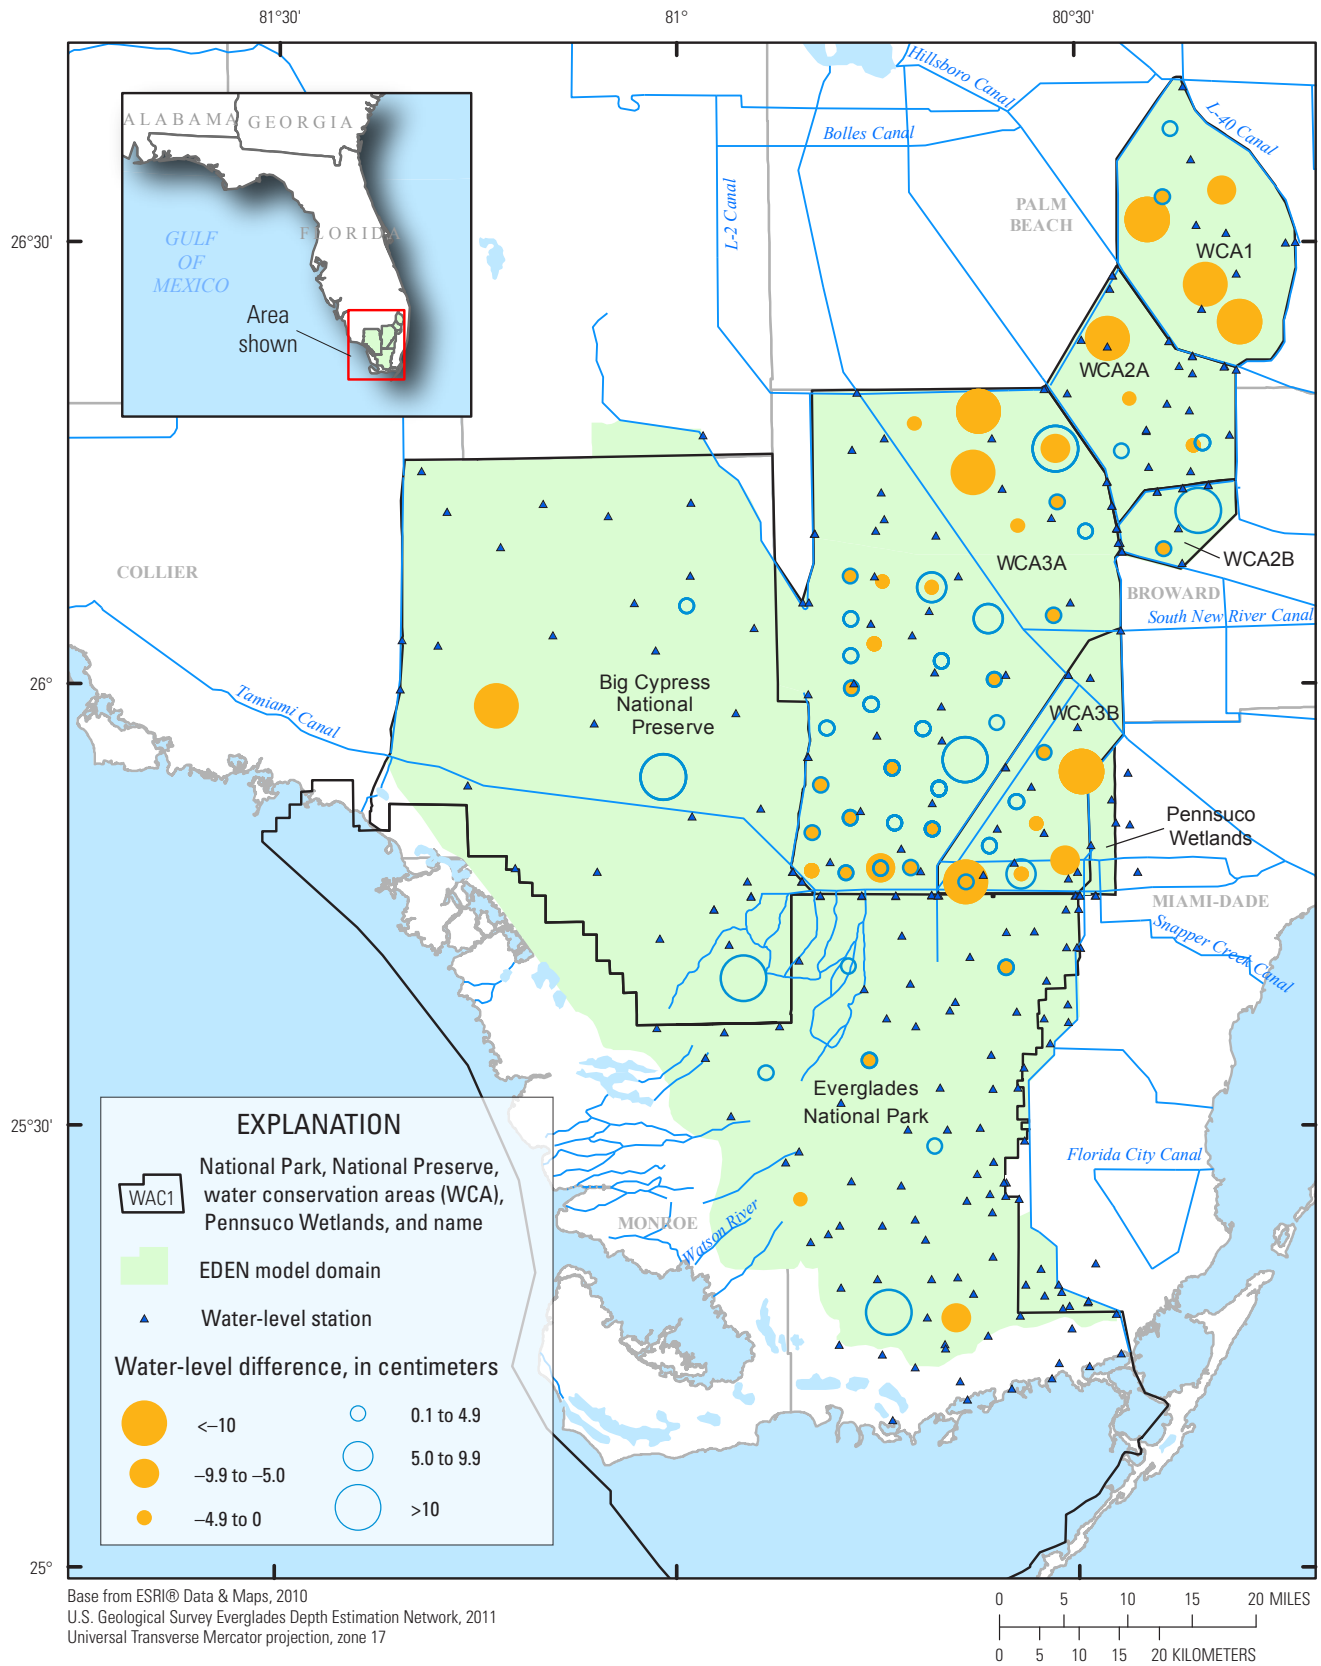 81°30'
81°
80°30'
Hillsboro Canal
L-40 Canal
ALABAMA
GEORGIA
Bolles Canal
L-2 Canal
PALM
BEACH
FLORIDA
GULF
OF
MEXICO
26°30'
WCA1
Area
shown
WCA2A
WCA3A
WCA2B
COLLIER
BROWARD
South New River Canal
26°
Big Cypress
National
Preserve
Tamiami Canal
WCA3B
Pennsuco
Wetlands
MIAMI-DADE
Snapper Creek Canal
Everglades
National Park
25°30'
Florida City Canal
MONROE
Watson River
EXPLANATION
National Park, National Preserve,
water conservation areas (WCA),
Pennsuco Wetlands, and name
WAC1
EDEN model domain
Water-level station
Water-level difference, in centimeters
<–10
0.1 to 4.9
–9.9 to –5.0
5.0 to 9.9
–4.9 to 0
>10
25°
Base from ESRI® Data & Maps, 2010
U.S. Geological Survey Everglades Depth Estimation Network, 2011
Universal Transverse Mercator projection, zone 17
0 5 10 15 20 MILES
0 5 10 15 20 KILOMETERS